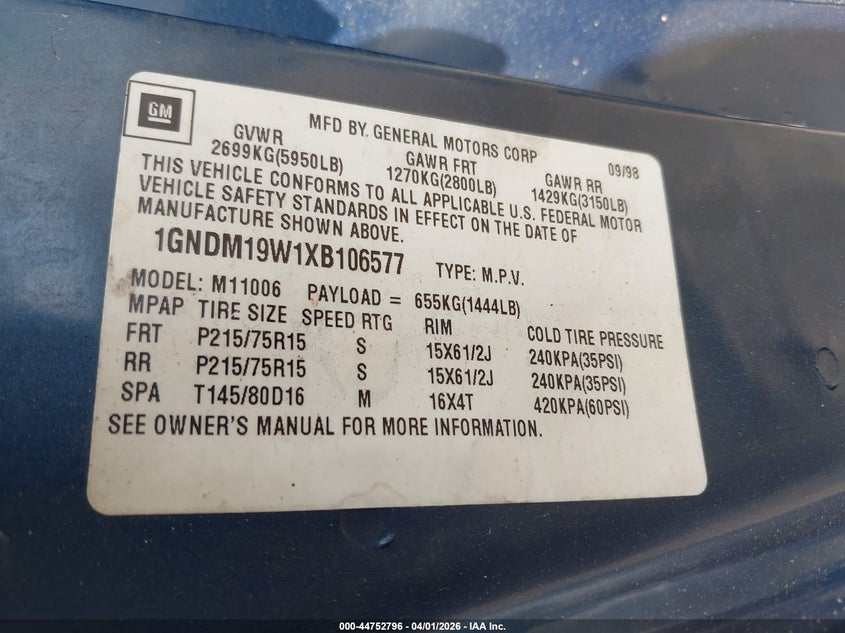 GM
MFD BY. GENERAL MOTORS CORP 09/98
GVWR GAWR FRT GAWR RR
2699KG(5950LB) 1270KG(2800LB) 1429KG(3150LB)
THIS VEHICLE CONFORMS TO ALL APPLICABLE U.S. FEDERAL MOTOR
VEHICLE SAFETY STANDARDS IN EFFECT ON THE DATE OF
MANUFACTURE SHOWN ABOVE.
1GNDM19W1XB106577 TYPE: M.P.V.
MODEL: M11006 PAYLOAD = 655KG(1444LB)
MPAP TIRE SIZE SPEED RTG RIM COLD TIRE PRESSURE
FRT P215/75R15 S 15X61/2J 240KPA(35PSI)
RR P215/75R15 S 15X61/2J 240KPA(35PSI)
SPA T145/80D16 M 16X4T 420KPA(60PSI)
SEE OWNER'S MANUAL FOR MORE INFORMATION.
000-44752796 - 04/01/2026 - IAA Inc.